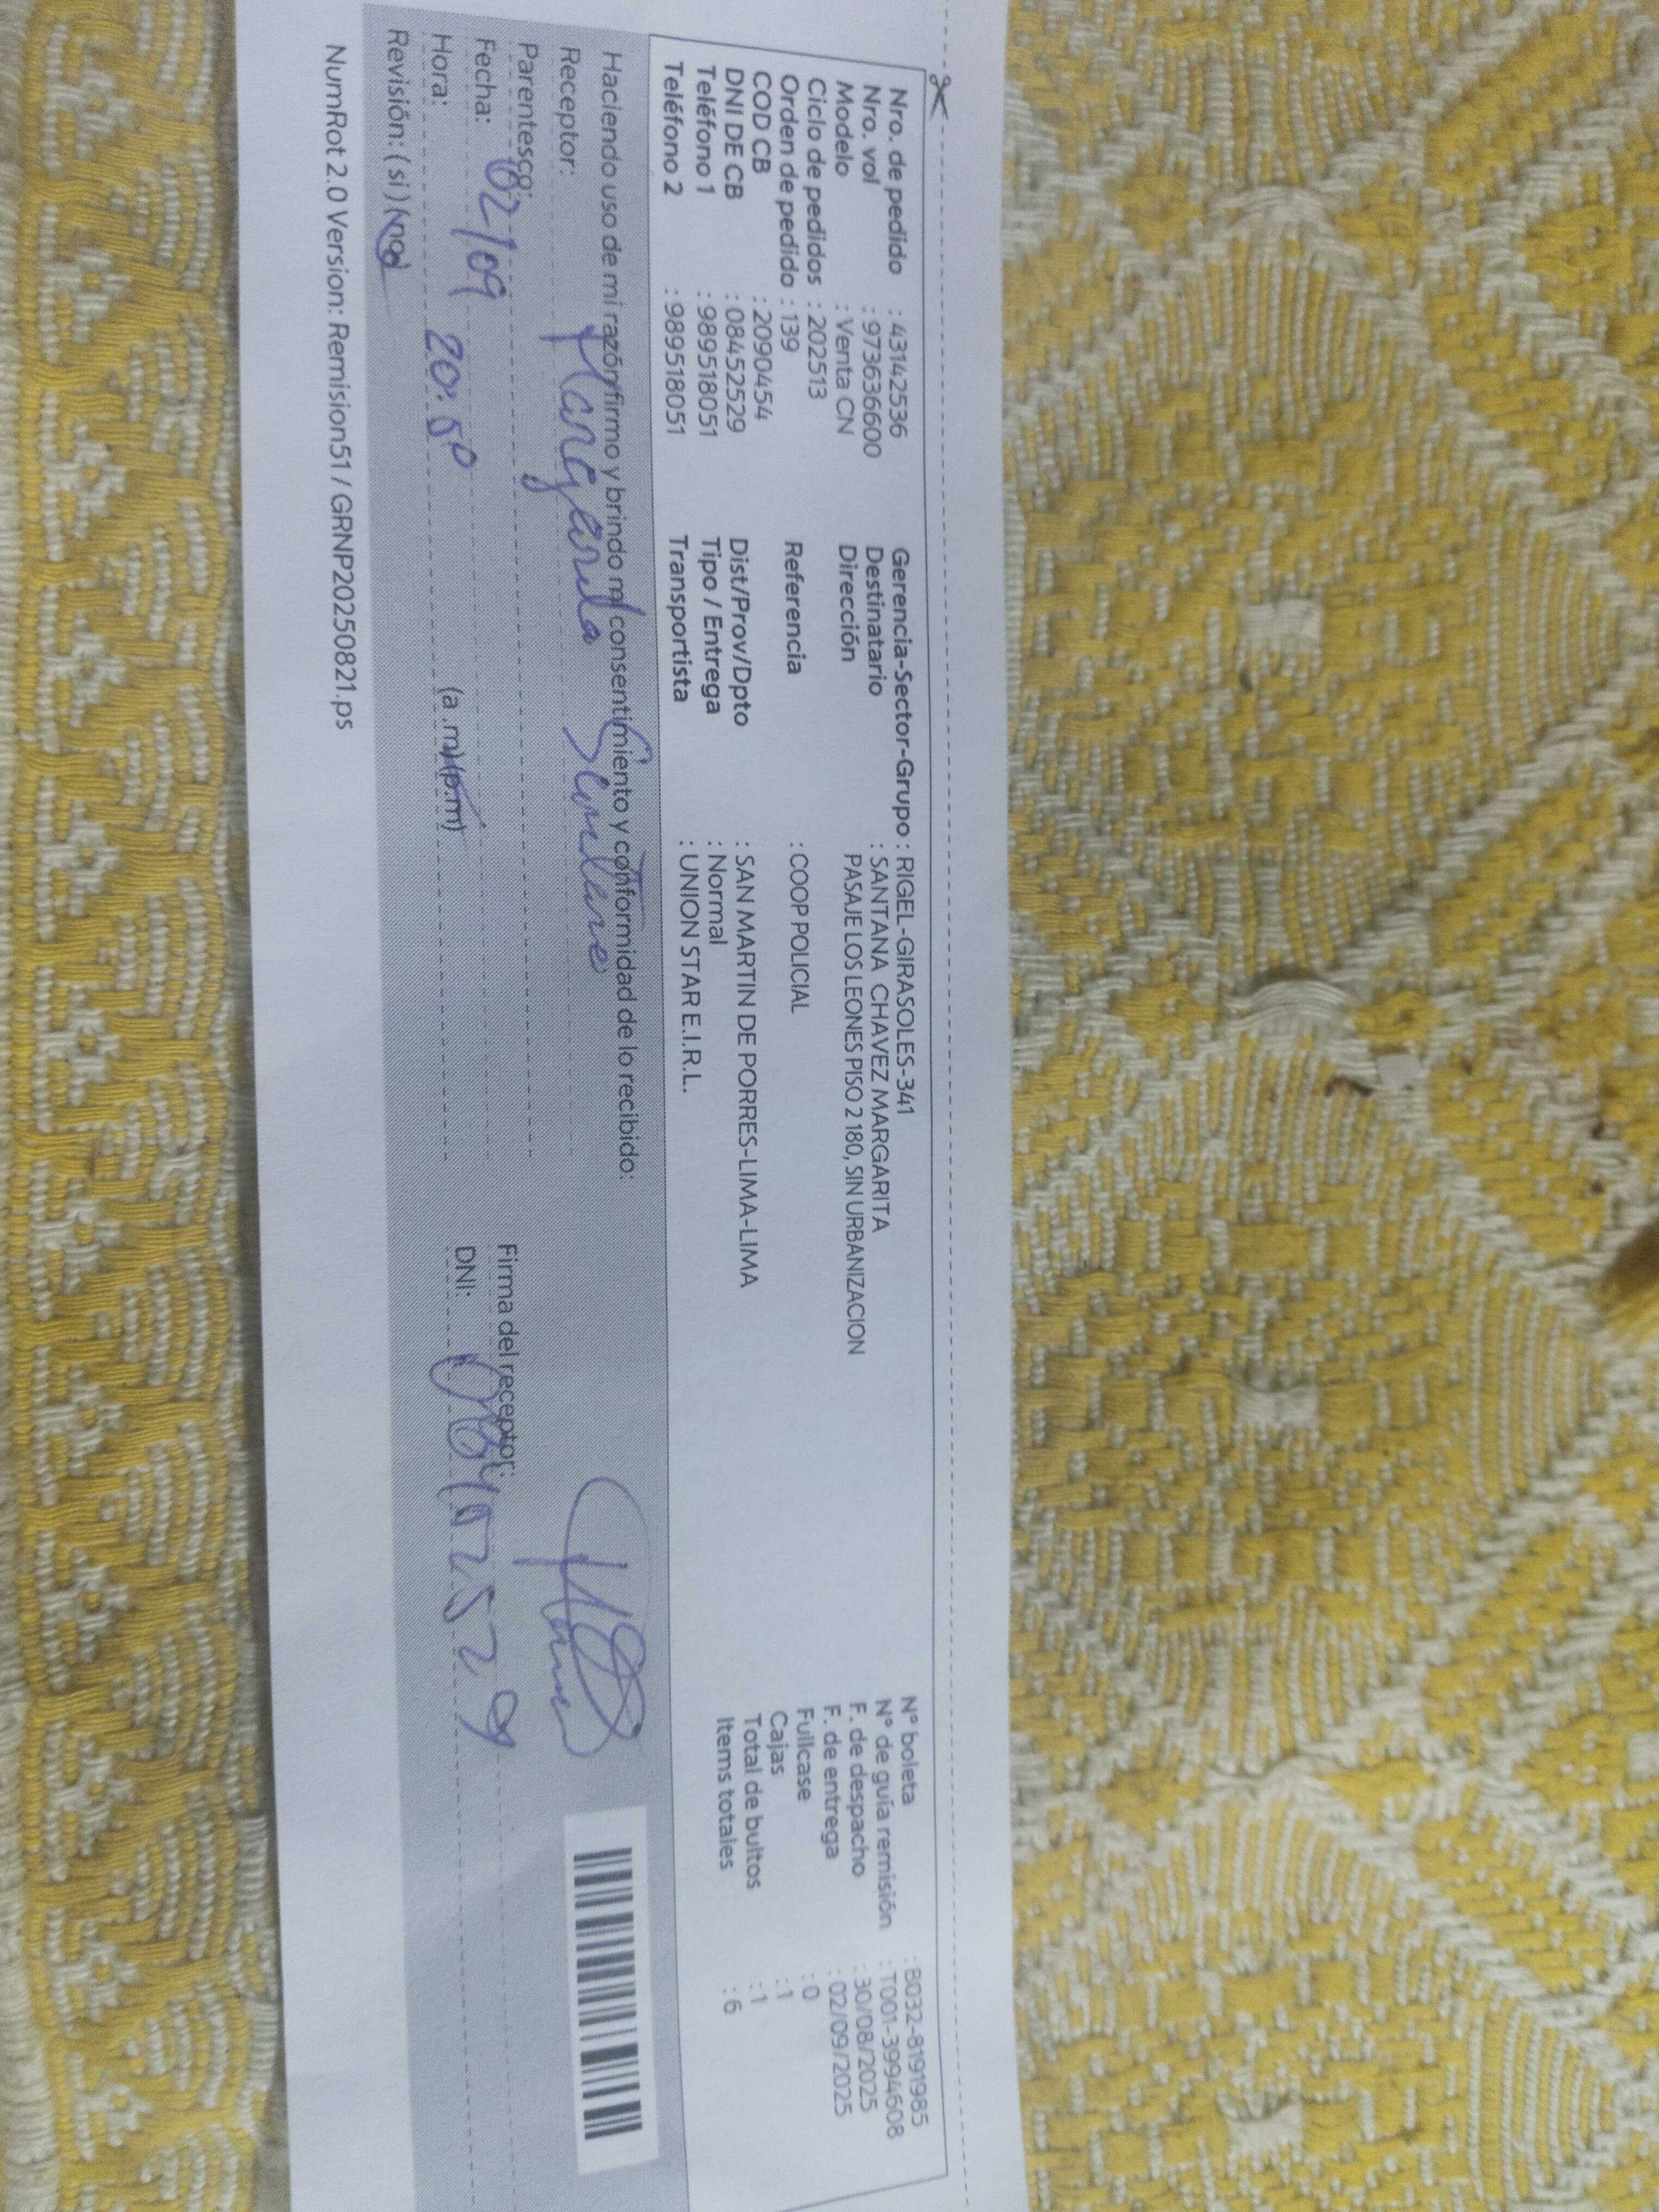 Nro. de pedido : 43142536
Nro. vol : 9736366600
Modelo : Venta CN
Ciclo de pedidos : 202513
Orden de pedido : 139
COD CB : 2090454
DNI DE CB : 08452529
Teléfono 1 : 989518051
Teléfono 2 : 989518051
Gerencia-Sector-Grupo : RIGEL-GIRASOLES-341
Destinatario : SANTANA CHAVEZ MARGARITA
Dirección PASAJE LOS LEONES PISO 2 180, SIN URBANIZACION
Referencia : COOP POLICIAL
Dist/Prov/Dpto : SAN MARTIN DE PORRES-LIMA-LIMA
Tipo / Entrega : Normal
Transportista : UNION STAR E.I.R.L.
N° boleta : B032-8191985
N° de guía remisión : T001-3994608
F. de despacho : 30/08/2025
F. de entrega : 02/09/2025
Fullcase : 0
Cajas : 1
Total de bultos : 1
Items totales : 6
Haciendo uso de mi razón firmo y brindo mi consentimiento y conformidad de lo recibido:
Receptor: Margarita
Parentesco:
Fecha: 02/09
Hora: 20:50 (a .m)(p.m)
Revisión: ( si ) (no)
Firma del receptor:
DNI:
NumRot 2.0 Version: Remision51 / GRNP20250821.ps